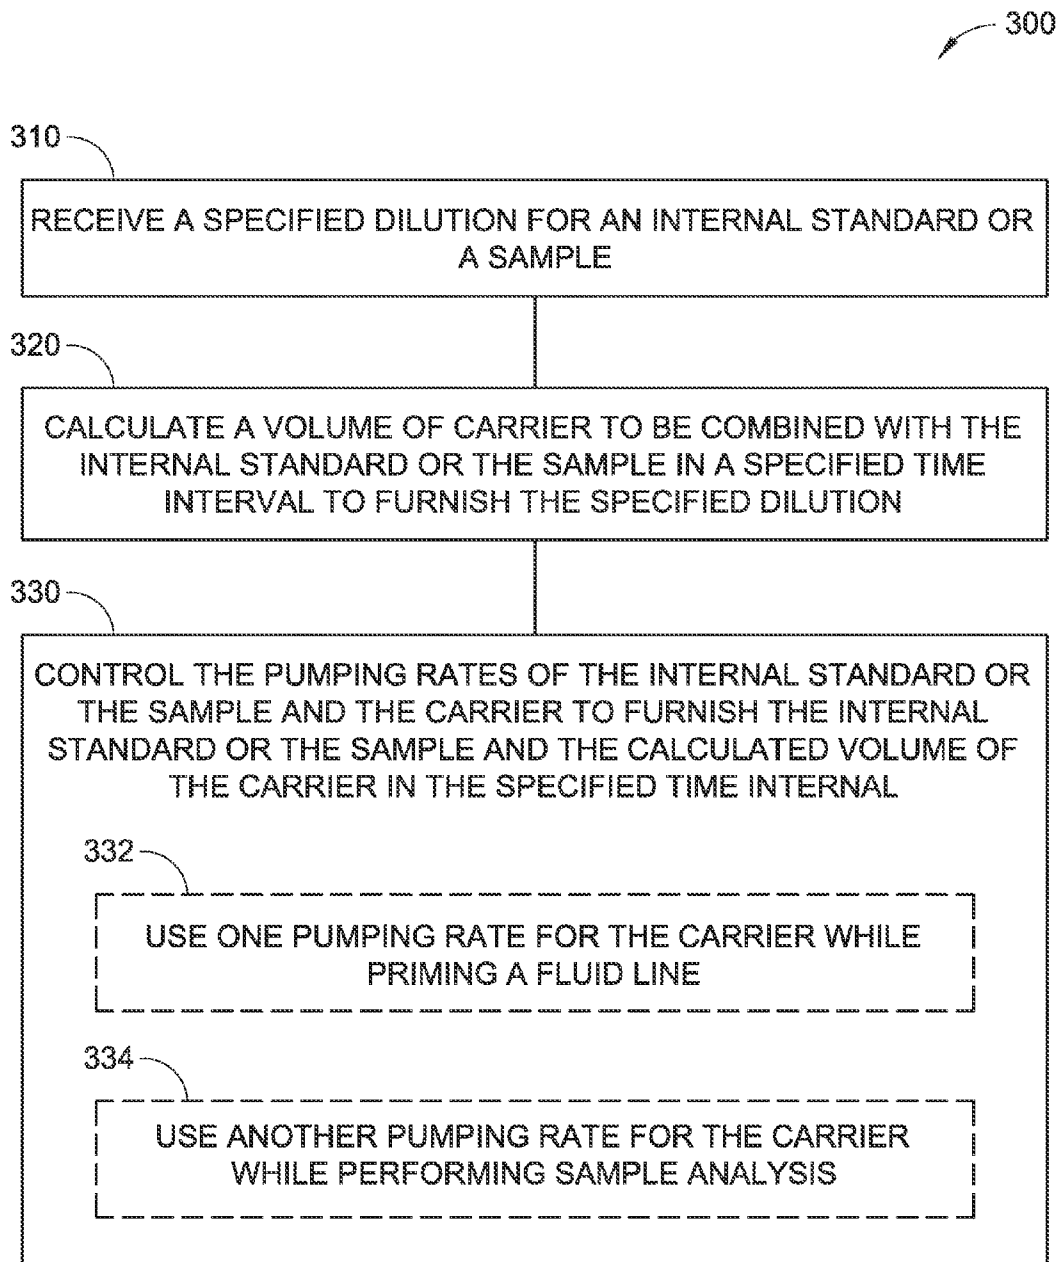 300
310
RECEIVE A SPECIFIED DILUTION FOR AN INTERNAL STANDARD OR
A SAMPLE
320
CALCULATE A VOLUME OF CARRIER TO BE COMBINED WITH THE
INTERNAL STANDARD OR THE SAMPLE IN A SPECIFIED TIME
INTERVAL TO FURNISH THE SPECIFIED DILUTION
330
CONTROL THE PUMPING RATES OF THE INTERNAL STANDARD OR
THE SAMPLE AND THE CARRIER TO FURNISH THE INTERNAL
STANDARD OR THE SAMPLE AND THE CALCULATED VOLUME OF
THE CARRIER IN THE SPECIFIED TIME INTERNAL
332
USE ONE PUMPING RATE FOR THE CARRIER WHILE
PRIMING A FLUID LINE
334
USE ANOTHER PUMPING RATE FOR THE CARRIER
WHILE PERFORMING SAMPLE ANALYSIS